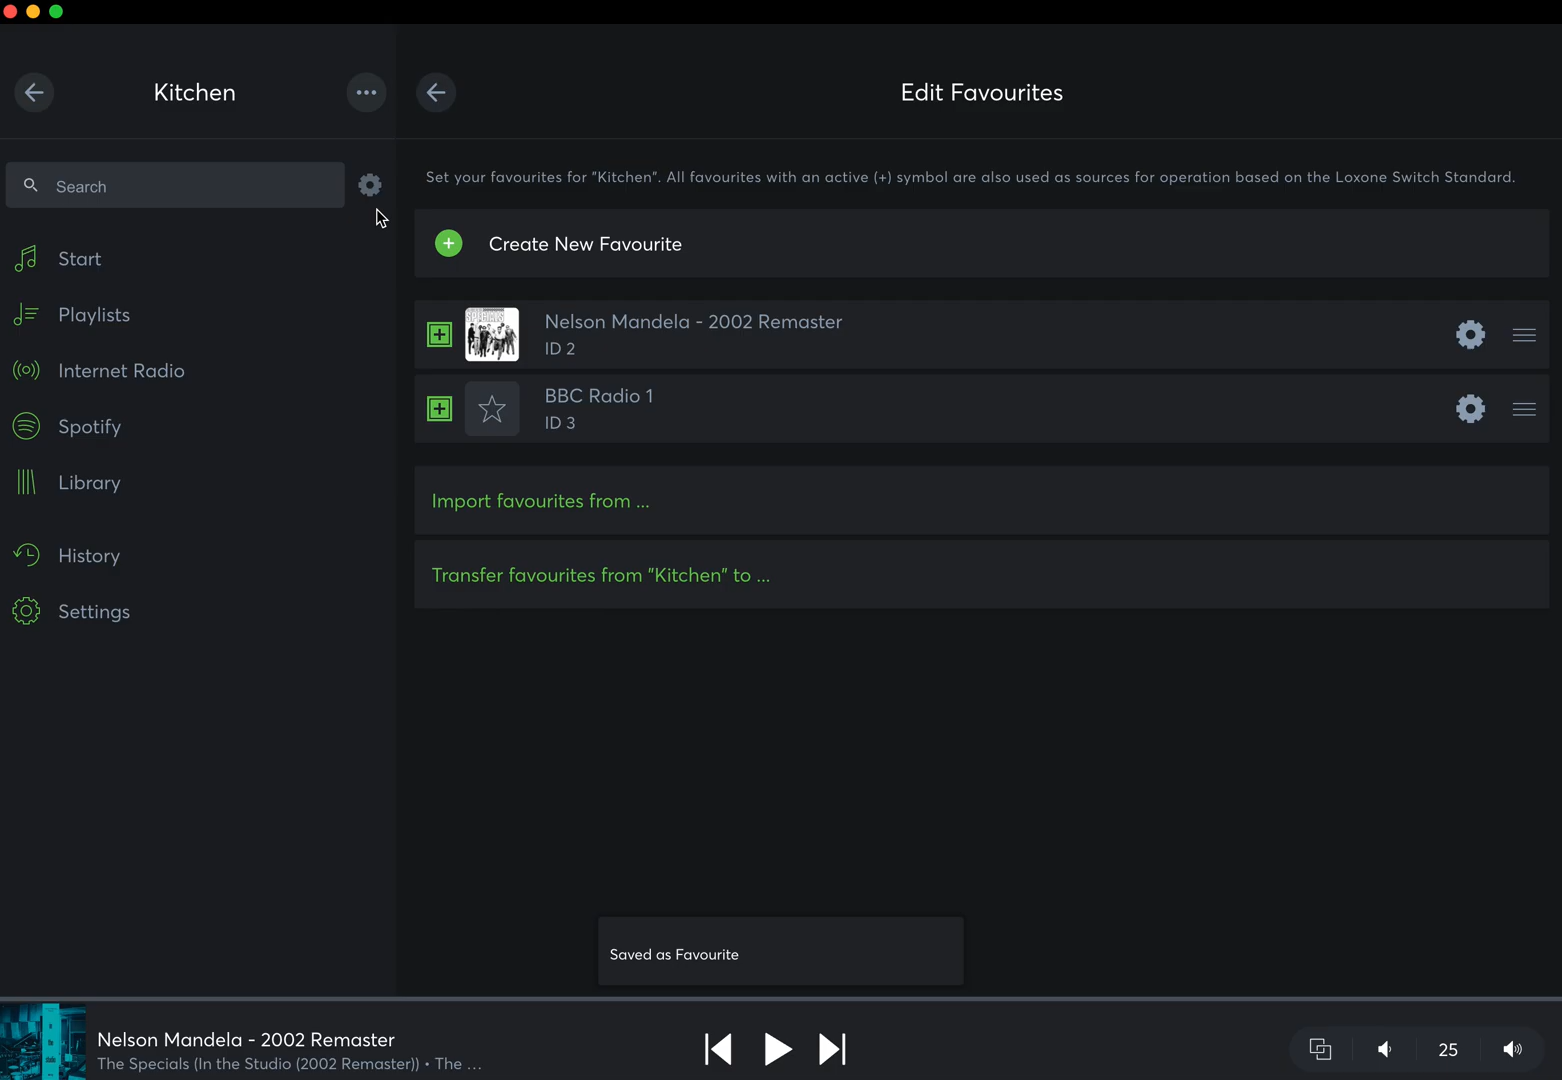 Kitchen
Edit Favourites
Search
Set your favourites for "Kitchen". All favourites with an active (+) symbol are also used as sources for operation based on the Loxone Switch Standard.
Create New Favourite
Start
Playlists
Internet Radio
Spotify
Library
History
Settings
SPECIALS
Nelson Mandela - 2002 Remaster
ID 2
BBC Radio 1
ID 3
Import favourites from ...
Transfer favourites from "Kitchen" to ...
Saved as Favourite
Nelson Mandela - 2002 Remaster
The Specials (In the Studio (2002 Remaster)) • The ...
25